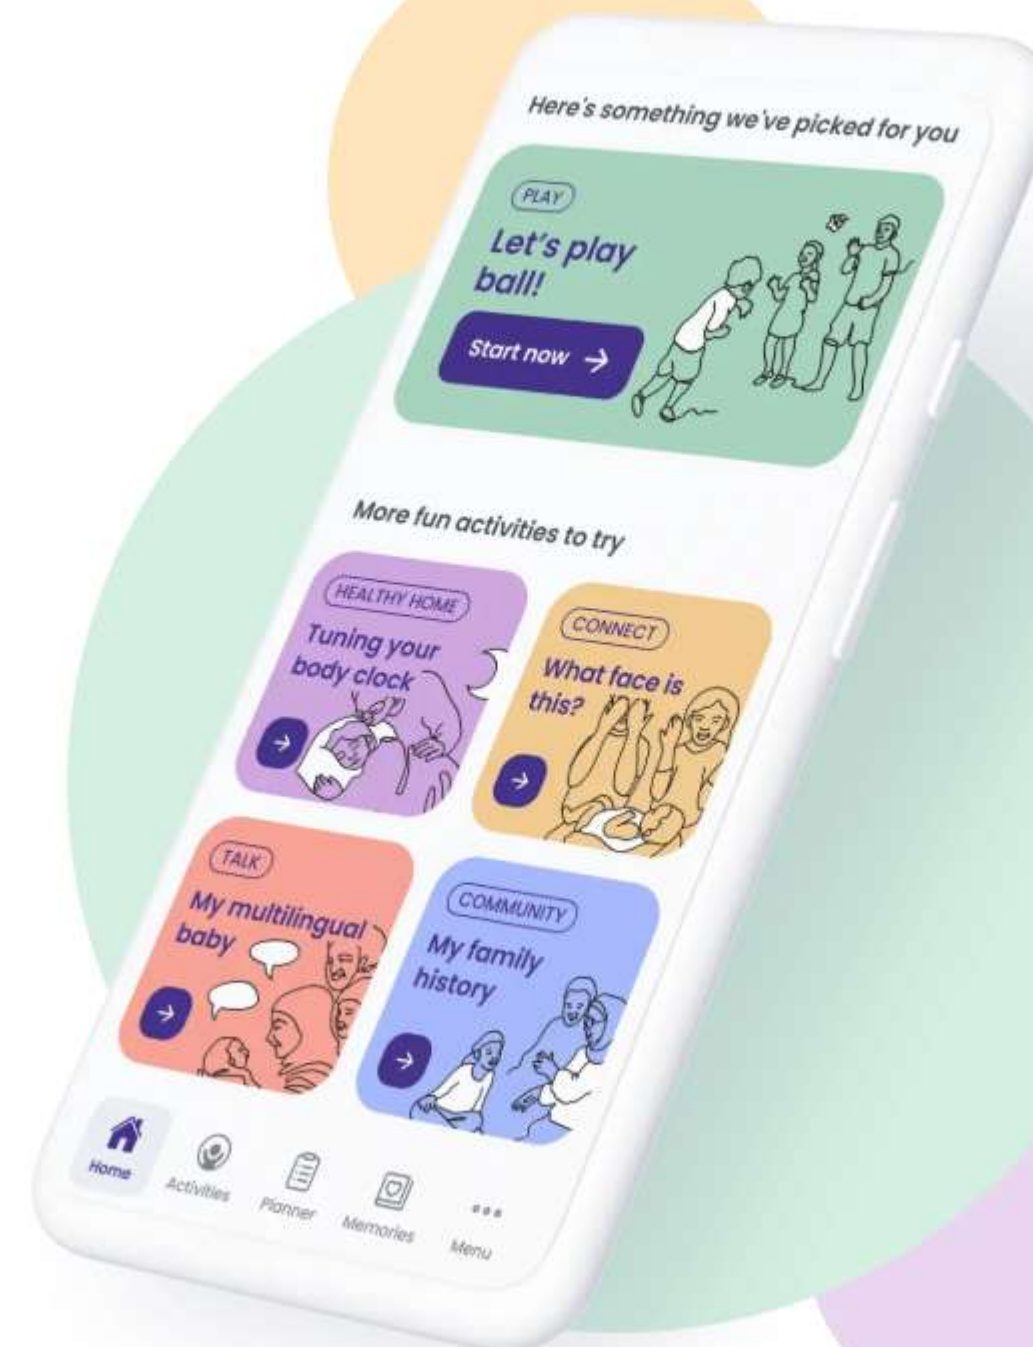 Here's something we've picked for you
PLAY
Let's play
ball!
Start now
More fun activities to try
HEALTHY HOME
Tuning your
body clock
CONNECT
What face is
this?
TALK
My multilingual
baby
COMMUNITY
My family
history
Home
Activities
Planner
Memories
Menu